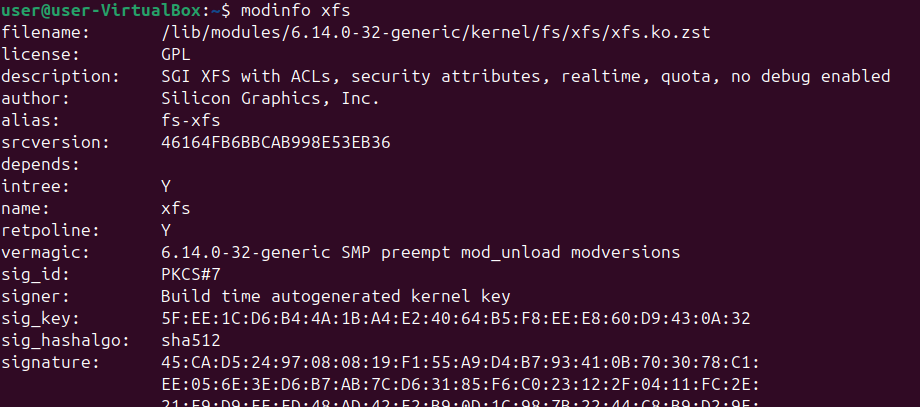 user@user-VirtualBox:~$ modinfo xfs
filename: /lib/modules/6.14.0-32-generic/kernel/fs/xfs/xfs.ko.zst
license: GPL
description: SGI XFS with ACLs, security attributes, realtime, quota, no debug enabled
author: Silicon Graphics, Inc.
alias: fs-xfs
srcversion: 46164FB6BBCAB998E53EB36
depends:
intree: Y
name: xfs
retpoline: Y
vermagic: 6.14.0-32-generic SMP preempt mod_unload modversions
sig_id: PKCS#7
signer: Build time autogenerated kernel key
sig_key: 5F:EE:1C:D6:B4:4A:1B:A4:E2:40:64:B5:F8:EE:E8:60:D9:43:0A:32
sig_hashalgo: sha512
signature: 45:CA:D5:24:97:08:08:19:F1:55:A9:D4:B7:93:41:0B:70:30:78:C1:
EE:05:6E:3E:D6:B7:AB:7C:D6:31:85:F6:C0:23:12:2F:04:11:FC:2E: